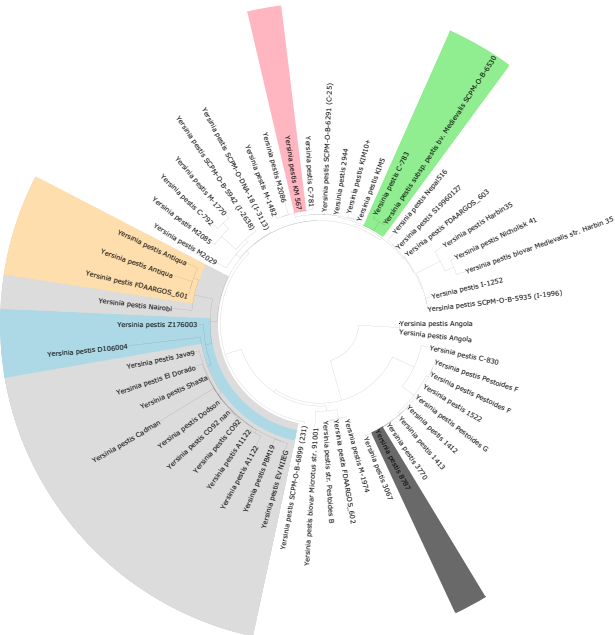 Yersinia pestis KM 567
Yersinia pestis C-781
Yersinia pestis SCPM-O-B-6291 (C-25)
Yersinia pestis 2944
Yersinia pestis KIM10+
Yersinia pestis KIM5
Yersinia pestis C-783
Yersinia pestis subsp. pestis bv. Medievalis SCPM-O-B-6530
Yersinia pestis Nepal516
Yersinia pestis S19960127
Yersinia pestis FDAARGOS_603
Yersinia pestis Harbin35
Yersinia pestis Nicholisk 41
Yersinia pestis biovar Medievalis str. Harbin 35
Yersinia pestis I-1252
Yersinia pestis SCPM-O-B-5935 (I-1996)
Yersinia pestis Angola
Yersinia pestis Angola
Yersinia pestis C-830
Yersinia pestis Pestoides F
Yersinia pestis Pestoides F
Yersinia pestis 1522
Yersinia pestis Pestoides G
Yersinia pestis 1412
Yersinia pestis 1413
Yersinia pestis 3770
Yersinia pestis 8787
Yersinia pestis 3067
Yersinia pestis M-1974
Yersinia pestis FDAARGOS_602
Yersinia pestis str. Pestoides B
Yersinia pestis biovar Microtus str. 91001
Yersinia pestis SCPM-O-B-6899 (231)
Yersinia pestis EV NIIEG
Yersinia pestis PBM19
Yersinia pestis A1122
Yersinia pestis A1122
Yersinia pestis CO92
Yersinia pestis CO92 nan
Yersinia pestis Dodson
Yersinia pestis Cadman
Yersinia pestis Shasta
Yersinia pestis El Dorado
Yersinia pestis Java9
Yersinia pestis D106004
Yersinia pestis Z176003
Yersinia pestis Nairobi
Yersinia pestis FDAARGOS_601
Yersinia pestis Antiqua
Yersinia pestis Antiqua
Yersinia pestis M2029
Yersinia pestis M2085
Yersinia pestis C-792
Yersinia pestis M-1770
Yersinia pestis SCPM-O-B-5942 (I-2638)
Yersinia pestis SCPM-O-DNA-18 (I-3113)
Yersinia pestis M-1482
Yersinia pestis M2086